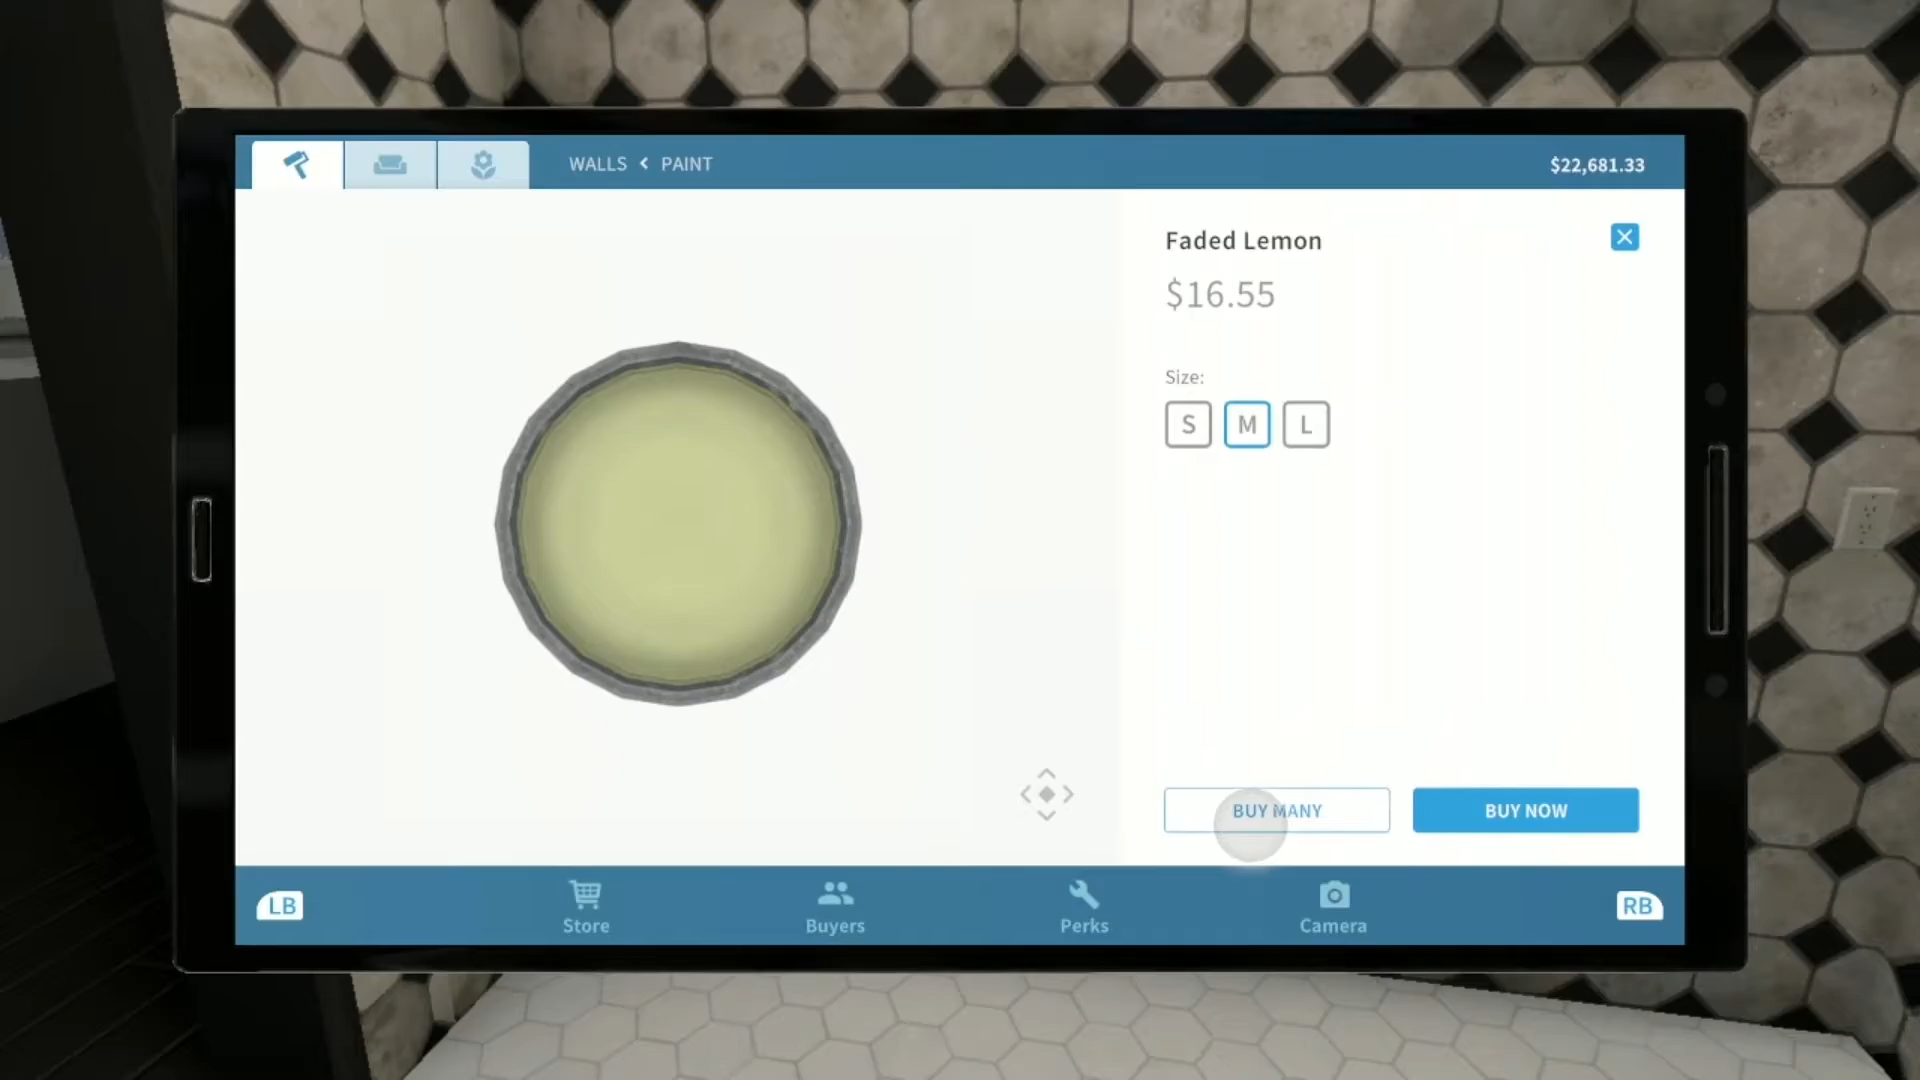 WALLS < PAINT
$22,681.33
Faded Lemon
$16.55
Size:
S M L
BUY MANY
BUY NOW
LB
Store
Buyers
Perks
Camera
RB